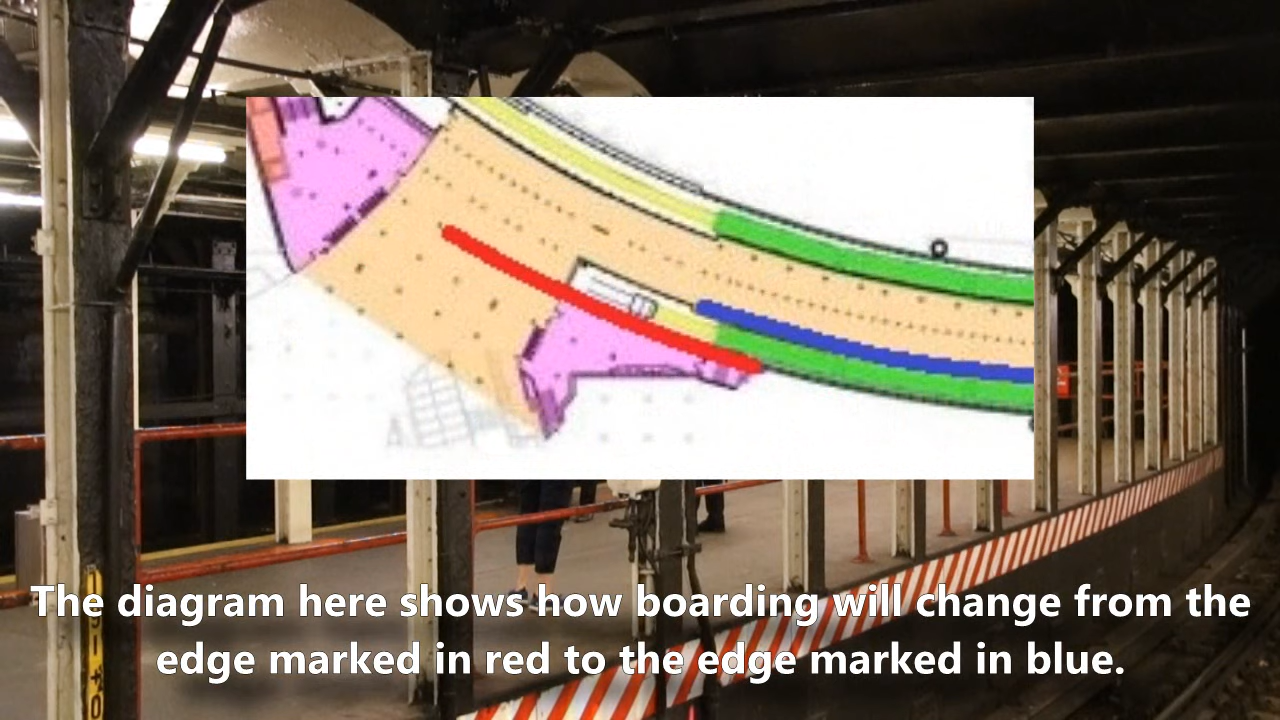 The diagram here shows how boarding will change from the
edge marked in red to the edge marked in blue.